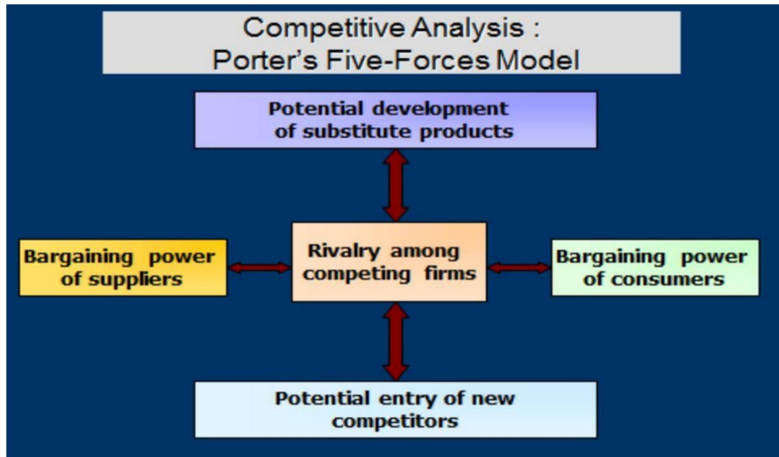 Competitive Analysis :
Porter's Five-Forces Model
Potential development
of substitute products
Bargaining power
of suppliers
Rivalry among
competing firms
Bargaining power
of consumers
Potential entry of new
competitors